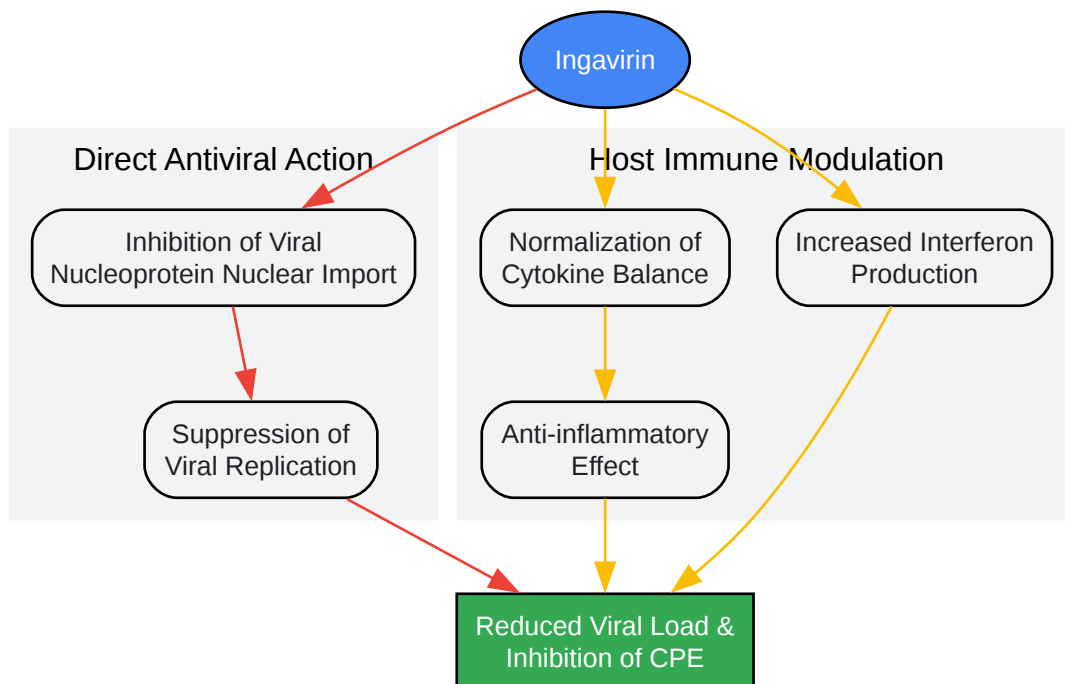 Ingavirin
Direct Antiviral Action
Host Immune Modulation
Inhibition of Viral
Nucleoprotein Nuclear Import
Normalization of
Cytokine Balance
Increased Interferon
Production
Suppression of
Viral Replication
Anti-inflammatory
Effect
Reduced Viral Load &
Inhibition of CPE